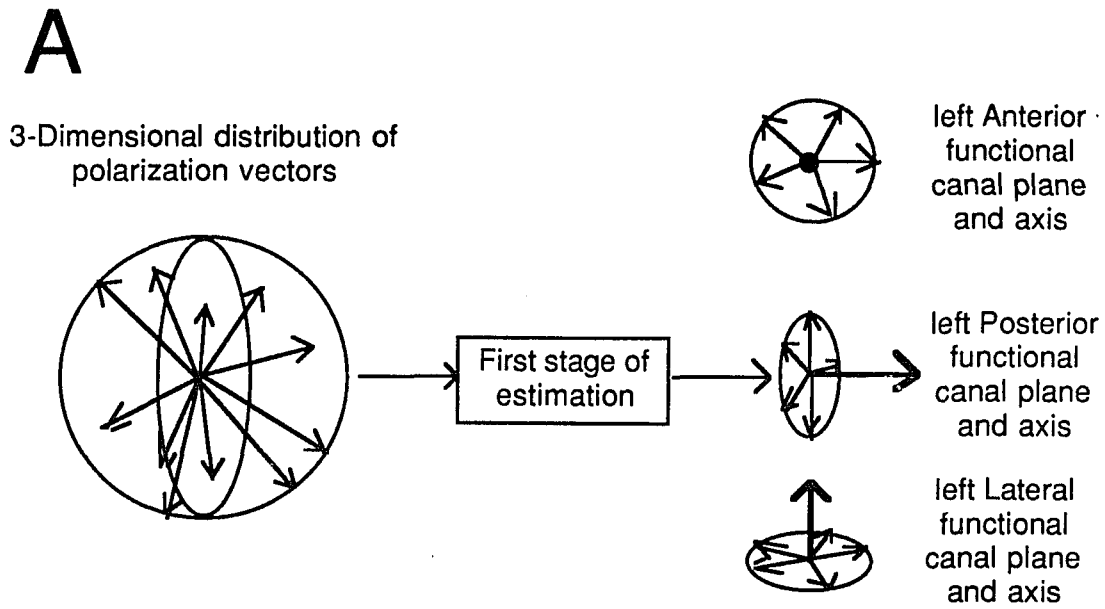 A
3-Dimensional distribution of
polarization vectors
First stage of
estimation
left Anterior
functional
canal plane
and axis
left Posterior
functional
canal plane
and axis
left Lateral
functional
canal plane
and axis